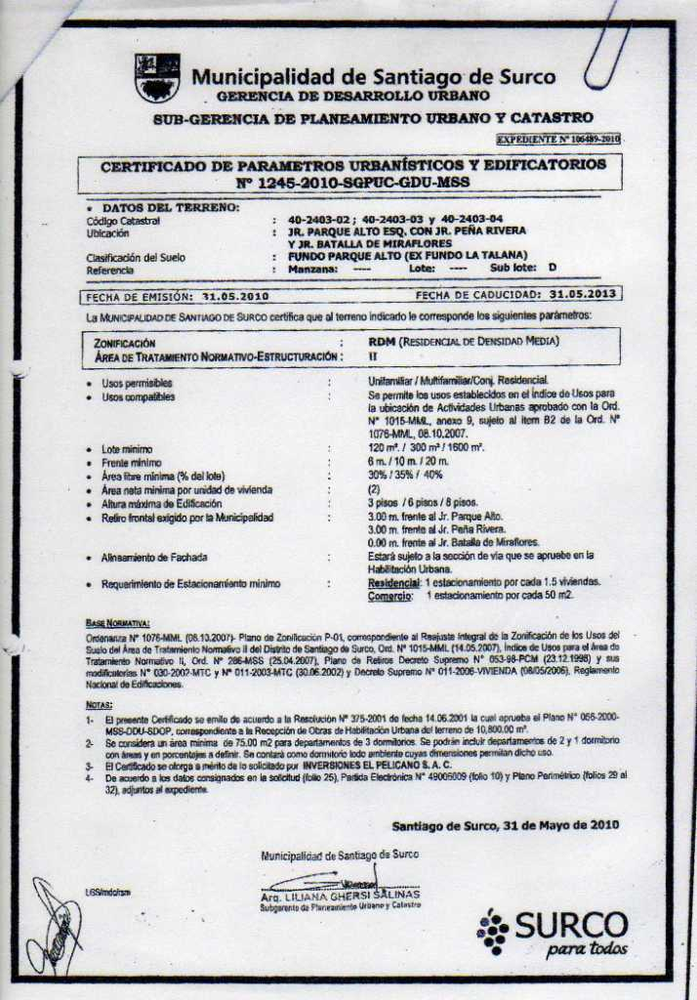 Municipalidad de Santiago de Surco
GERENCIA DE DESARROLLO URBANO
SUB-GERENCIA DE PLANEAMIENTO URBANO Y CATASTRO
EXPEDIENTE Nº 106489-2010
CERTIFICADO DE PARAMETROS URBANÍSTICOS Y EDIFICATORIOS
Nº 1245-2010-SGPUC-GDU-MSS
• DATOS DEL TERRENO:
Código Catastral : 40-2403-02 ; 40-2403-03 y 40-2403-04
Ubicación : JR. PARQUE ALTO ESQ. CON JR. PEÑA RIVERA
Y JR. BATALLA DE MIRAFLORES
Clasificación del Suelo : FUNDO PARQUE ALTO (EX FUNDO LA TALANA)
Referencia : Manzana: ---- Lote: ---- Sub lote: D
FECHA DE EMISIÓN: 31.05.2010 FECHA DE CADUCIDAD: 31.05.2013
La MUNICIPALIDAD DE SANTIAGO DE SURCO certifica que al terreno indicado le corresponde los siguientes parámetros:
ZONIFICACIÓN : RDM (RESIDENCIAL DE DENSIDAD MEDIA)
ÁREA DE TRATAMIENTO NORMATIVO-ESTRUCTURACIÓN : II
• Usos permisibles : Unifamiliar / Multifamiliar/Conj. Residencial.
• Usos compatibles : Se permite los usos establecidos en el Índice de Usos para
la ubicación de Actividades Urbanas aprobado con la Ord.
Nº 1015-MML, anexo 9, sujeto al ítem B2 de la Ord. Nº
1076-MML, 08.10.2007.
• Lote mínimo : 120 m². / 300 m² / 1600 m².
• Frente mínimo : 6 m. / 10 m. / 20 m.
• Área libre mínima (% del lote) : 30% / 35% / 40%
• Área neta mínima por unidad de vivienda : (2)
• Altura máxima de Edificación : 3 pisos / 6 pisos / 8 pisos.
• Retiro frontal exigido por la Municipalidad : 3.00 m. frente al Jr. Parque Alto.
3.00 m. frente al Jr. Peña Rivera.
0.00 m. frente al Jr. Batalla de Miraflores.
• Alineamiento de Fachada : Estará sujeto a la sección de vía que se apruebe en la
Habilitación Urbana.
• Requerimiento de Estacionamiento mínimo : Residencial: 1 estacionamiento por cada 1.5 viviendas.
Comercio: 1 estacionamiento por cada 50 m2.
BASE NORMATIVA:
Ordenanza Nº 1076-MML (08.10.2007)- Plano de Zonificación P-01, correspondiente al Reajuste Integral de la Zonificación de los Usos del
Suelo del Área de Tratamiento Normativo II del Distrito de Santiago de Surco, Ord. Nº 1015-MML (14.05.2007), Índice de Usos para el Área de
Tratamiento Normativo II, Ord. Nº 286-MSS (25.04.2007), Plano de Retiros Decreto Supremo Nº 053-98-PCM (23.12.1998) y sus
modificatorias Nº 030-2002-MTC y Nº 011-2003-MTC (30.06.2002) y Decreto Supremo Nº 011-2006-VIVIENDA (08/05/2006), Reglamento
Nacional de Edificaciones.
NOTAS:
1- El presente Certificado se emite de acuerdo a la Resolución Nº 375-2001 de fecha 14.06.2001 la cual aprueba el Plano Nº 056-2000-
MSS-DDU-SDOP, correspondiente a la Recepción de Obras de Habilitación Urbana del terreno de 10,800.00 m².
2- Se considera un área mínima de 75.00 m2 para departamentos de 3 dormitorios. Se podrán incluir departamentos de 2 y 1 dormitorio
con áreas y en porcentajes a definir. Se contará como dormitorio todo ambiente cuyas dimensiones permitan dicho uso.
3- El Certificado se otorga a mérito de lo solicitado por INVERSIONES EL PELICANO S. A. C.
4- De acuerdo a los datos consignados en la solicitud (folio 25), Partida Electrónica Nº 49005009 (folio 10) y Plano Perimétrico (folios 29 al
32), adjuntos al expediente.
Santiago de Surco, 31 de Mayo de 2010
Municipalidad de Santiago de Surco
LGS/mdo/rsm
Arq. LILIANA GHERSI SALINAS
Subgerente de Planeamiento Urbano y Catastro
SURCO
para todos